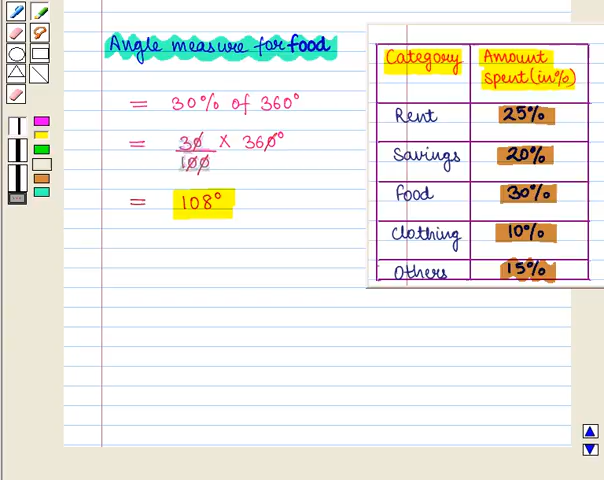 Angle measure for food
= 30% of 360°
= 30/100 × 360°
= 108°
Category Amount spent (in %)
Rent 25%
Savings 20%
Food 30%
Clothing 10%
Others 15%